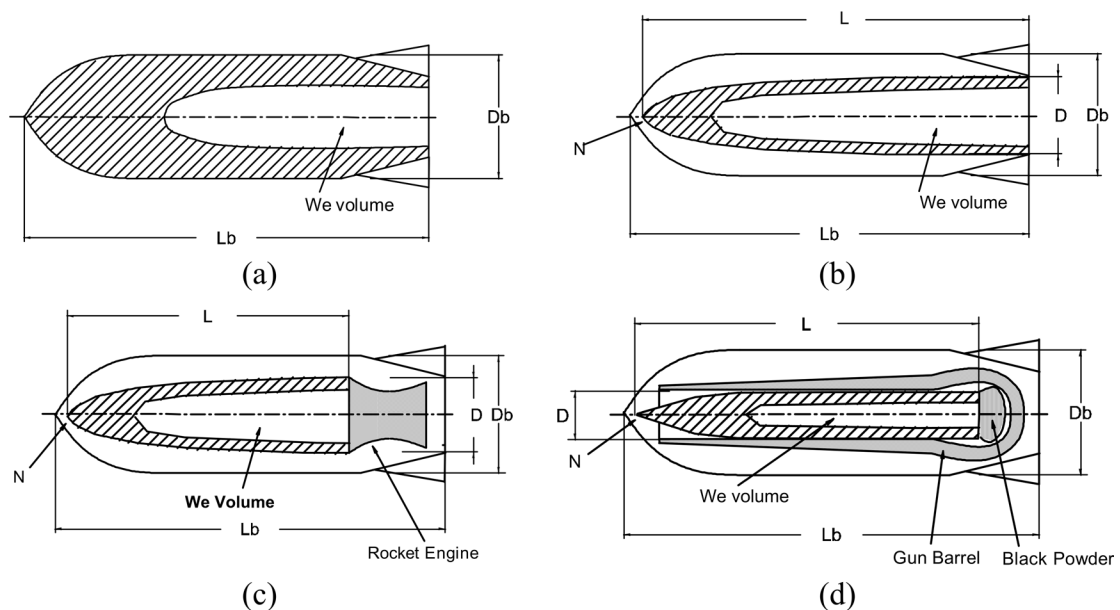 Db
We volume
Lb
(a)
L
N
D
Db
We volume
Lb
(b)
L
D
Db
N
We Volume
Lb
Rocket Engine
(c)
L
D
Db
N
We volume
Lb
Gun Barrel
Black Powder
(d)